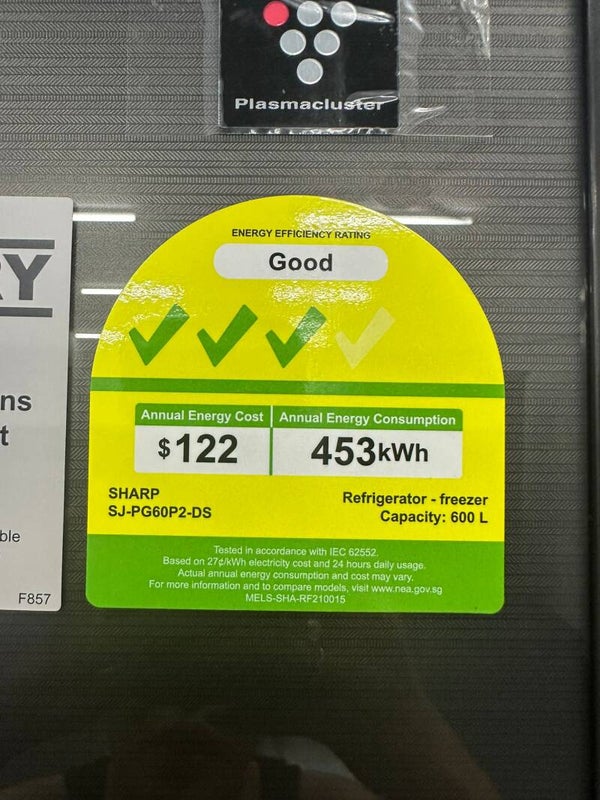 Plasmacluster
ENERGY EFFICIENCY RATING
Good
Annual Energy Cost
$122
Annual Energy Consumption
453kWh
SHARP
SJ-PG60P2-DS
Refrigerator - freezer
Capacity: 600 L
Tested in accordance with IEC 62552.
Based on 27¢/kWh electricity cost and 24 hours daily usage.
Actual annual energy consumption and cost may vary.
For more information and to compare models, visit www.nea.gov.sg
MELS-SHA-RF210015
F857